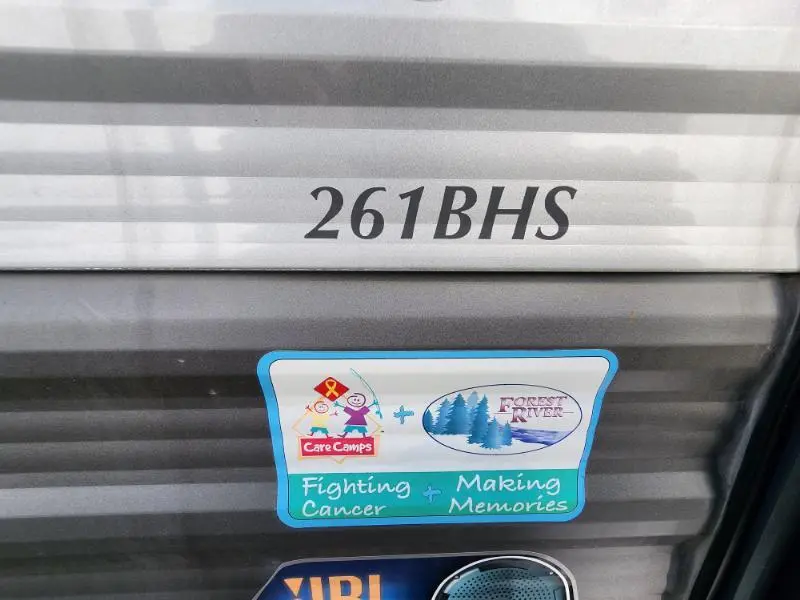 261BHS
Care Camps
FOREST
RIVER
Fighting
Cancer
Making
Memories
JBL